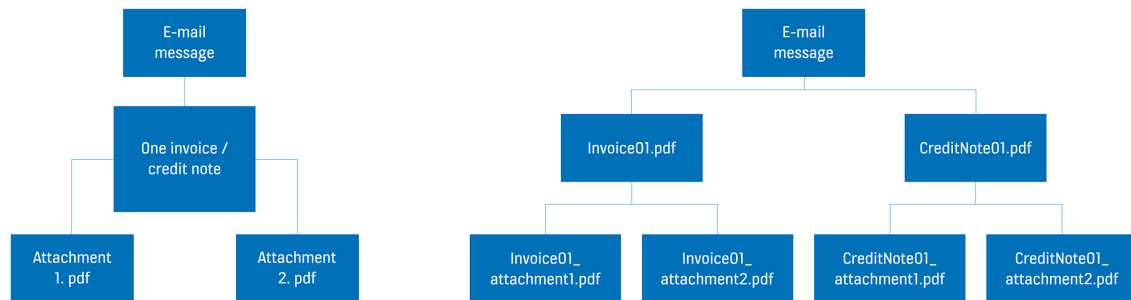 E-mail
message
One invoice /
credit note
Attachment
1. pdf
Attachment
2. pdf
E-mail
message
Invoice01.pdf
CreditNote01.pdf
Invoice01_
attachment1.pdf
Invoice01_
attachment2.pdf
CreditNote01_
attachment1.pdf
CreditNote01_
attachment2.pdf